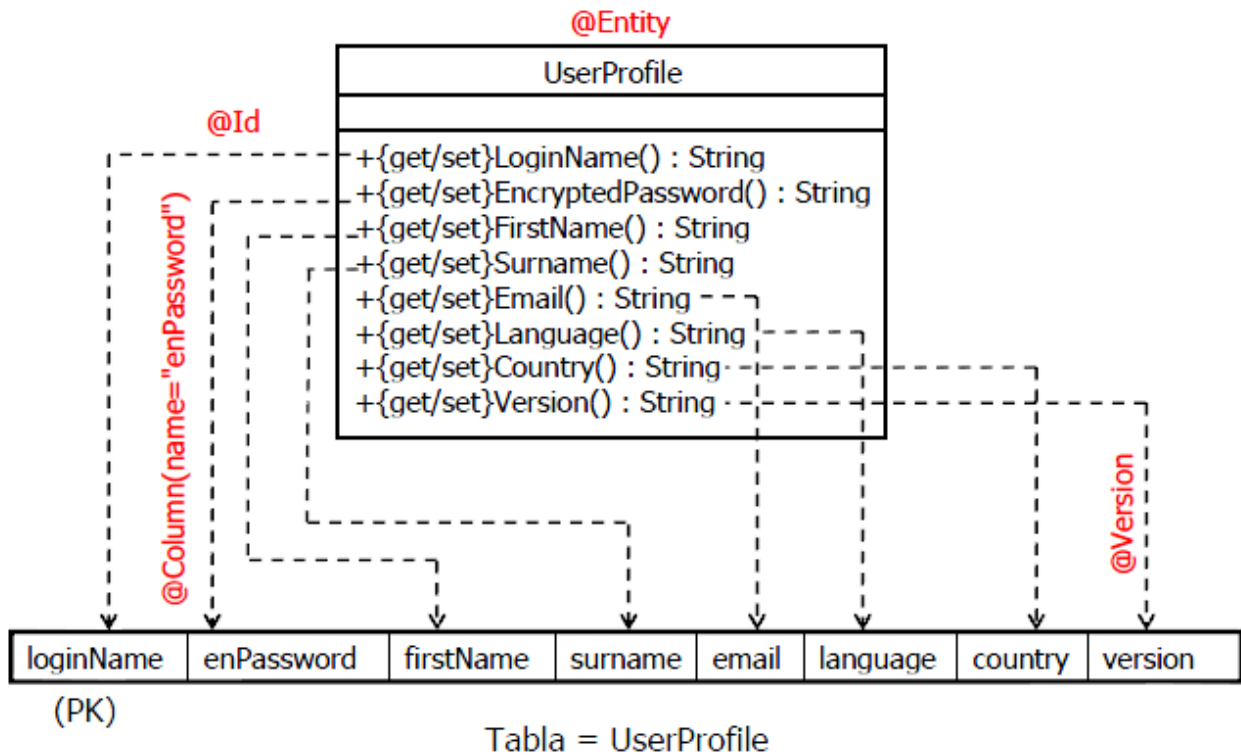 @Entity
UserProfile
@Id
+{get/set}LoginName() : String
+{get/set}EncryptedPassword() : String
+{get/set}FirstName() : String
+{get/set}Surname() : String
+{get/set}Email() : String
+{get/set}Language() : String
+{get/set}Country() : String
+{get/set}Version() : String
@Column(name="enPassword")
@Version
loginName enPassword firstName surname email language country version
(PK)
Tabla = UserProfile